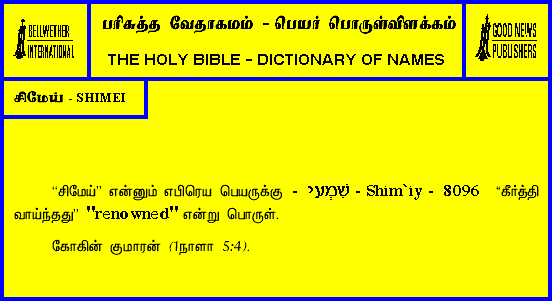 BELLWETHER
INTERNATIONAL
பரிசுத்த வேதாகமம் - பெயர் பொருள்விளக்கம்
THE HOLY BIBLE - DICTIONARY OF NAMES
GOOD NEWS
PUBLISHERS
சிமேய் - SHIMEI
“சிமேய்” என்னும் எபிரெய பெயருக்கு - שִׁמְעִי - Shim`iy - 8096 “கீர்த்தி
வாய்ந்தது” "renowned" என்று பொருள்.
கோகின் குமாரன் (1நாளா 5:4).